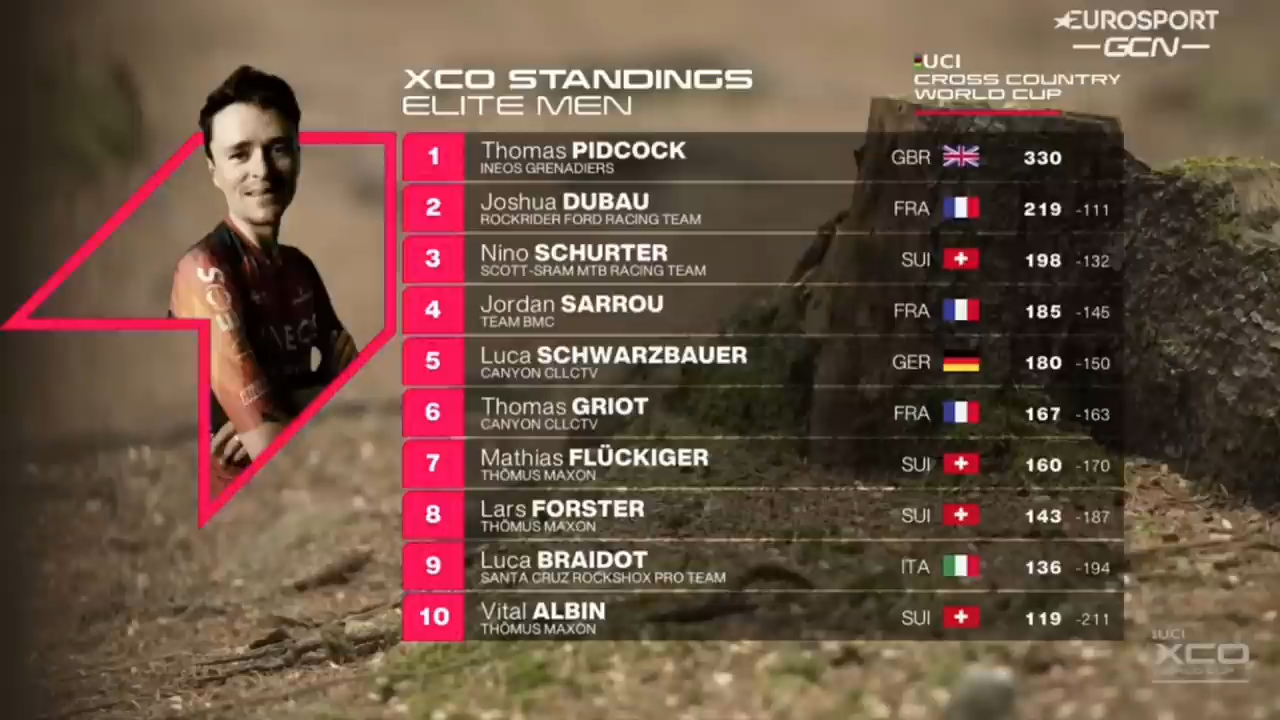 EUROSPORT
GCN
XCO STANDINGS
ELITE MEN
UCI
CROSS COUNTRY
WORLD CUP
1 Thomas PIDCOCK GBR 330
INEOS GRENADIERS
2 Joshua DUBAU FRA 219 -111
ROCKRIDER FORD RACING TEAM
3 Nino SCHURTER SUI 198 -132
SCOTT-SRAM MTB RACING TEAM
4 Jordan SARROU FRA 185 -145
TEAM BMC
5 Luca SCHWARZBAUER GER 180 -150
CANYON CLLCTV
6 Thomas GRIOT FRA 167 -163
CANYON CLLCTV
7 Mathias FLÜCKIGER SUI 160 -170
THÖMUS MAXON
8 Lars FORSTER SUI 143 -187
THÖMUS MAXON
9 Luca BRAIDOT ITA 136 -194
SANTA CRUZ ROCKSHOX PRO TEAM
10 Vital ALBIN SUI 119 -211
THÖMUS MAXON
UCI
XCO